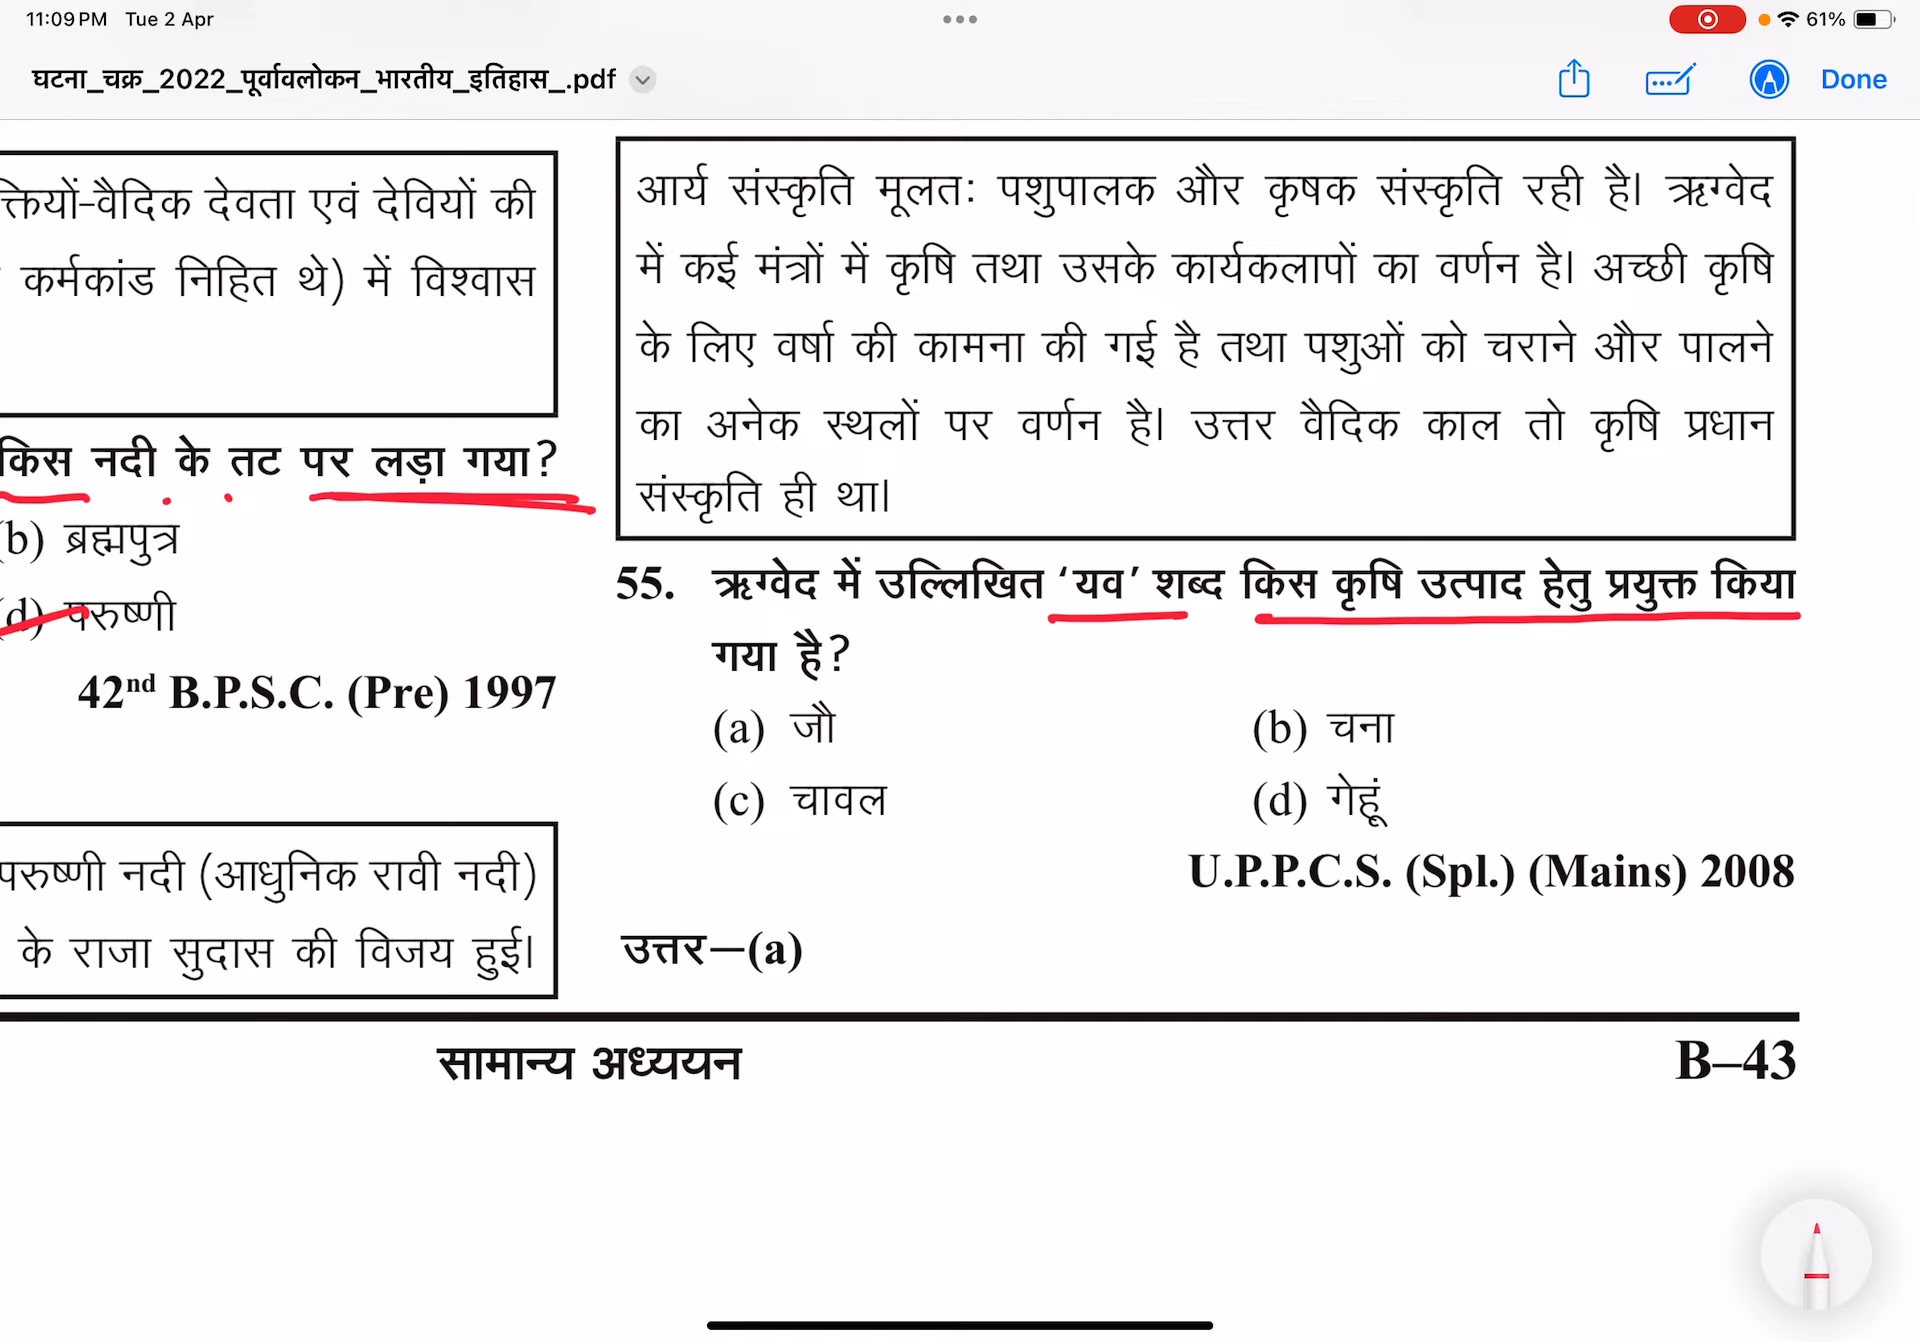 11:09 PM Tue 2 Apr
61%
घटना_चक्र_2022_पूर्वावलोकन_भारतीय_इतिहास_.pdf
Done
क्तियों-वैदिक देवता एवं देवियों की
कर्मकांड निहित थे) में विश्वास
किस नदी के तट पर लड़ा गया?
(b) ब्रह्मपुत्र
(d) परुष्णी
42nd B.P.S.C. (Pre) 1997
परुष्णी नदी (आधुनिक रावी नदी)
के राजा सुदास की विजय हुई।
आर्य संस्कृति मूलतः पशुपालक और कृषक संस्कृति रही है। ऋग्वेद
में कई मंत्रों में कृषि तथा उसके कार्यकलापों का वर्णन है। अच्छी कृषि
के लिए वर्षा की कामना की गई है तथा पशुओं को चराने और पालने
का अनेक स्थलों पर वर्णन है। उत्तर वैदिक काल तो कृषि प्रधान
संस्कृति ही था।
55. ऋग्वेद में उल्लिखित ‘यव’ शब्द किस कृषि उत्पाद हेतु प्रयुक्त किया
गया है?
(a) जौ (b) चना
(c) चावल (d) गेहूं
U.P.P.C.S. (Spl.) (Mains) 2008
उत्तर—(a)
सामान्य अध्ययन B–43